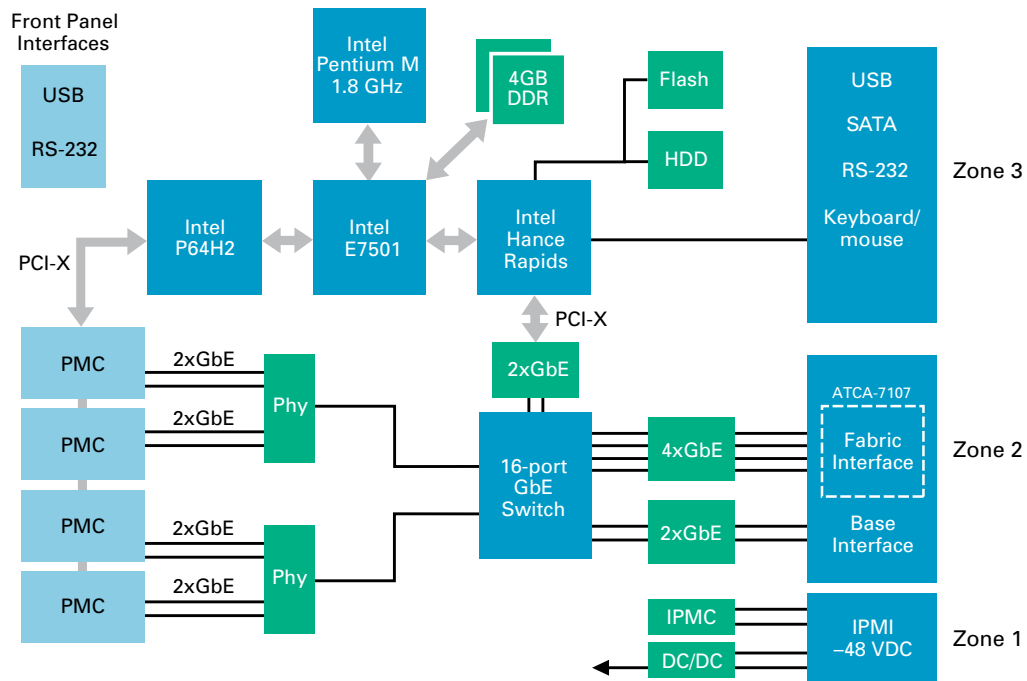 Front Panel
Interfaces
USB
RS-232
Intel
Pentium M
1.8 GHz
4GB
DDR
Flash
HDD
USB
SATA
RS-232
Keyboard/
mouse
Zone 3
Intel
P64H2
Intel
E7501
Intel
Hance
Rapids
PCI-X
PCI-X
PMC
2xGbE
2xGbE
Phy
PMC
2xGbE
PMC
2xGbE
2xGbE
Phy
PMC
16-port
GbE
Switch
4xGbE
2xGbE
ATCA-7107
Fabric
Interface
Base
Interface
Zone 2
IPMC
DC/DC
IPMI
–48 VDC
Zone 1